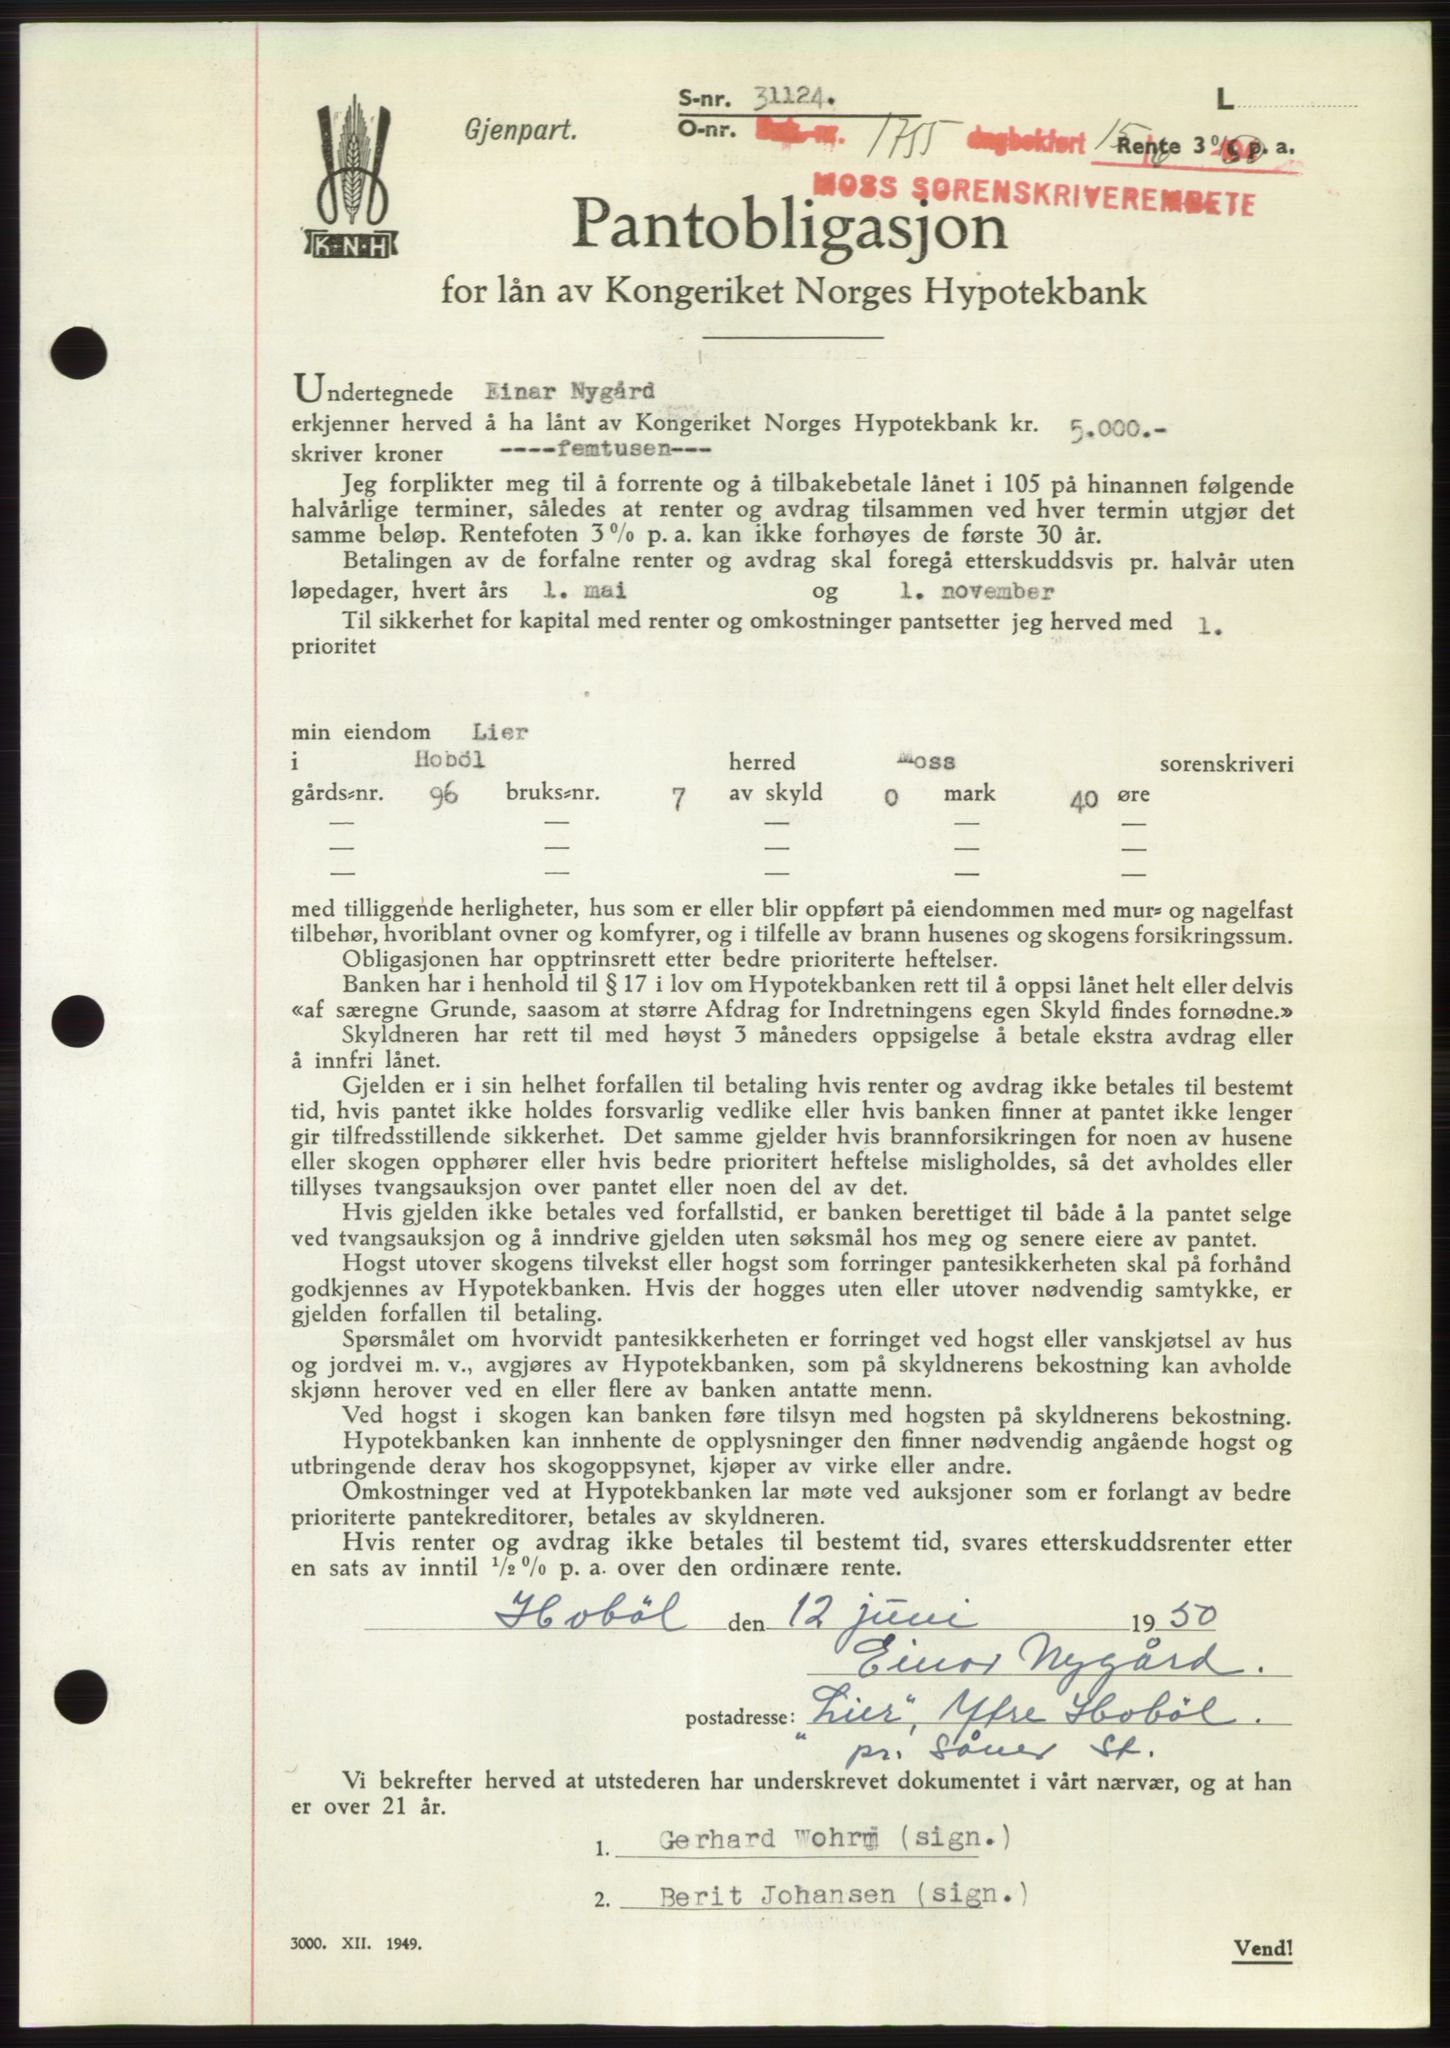 S-nr. 31124.
L
Gjenpart.
O-nr. Dok-nr. 1755 dagbokført 15/6 Rente 3 % p. a.
MOSS SORENSKRIVEREMBETE
K·N·H
Pantobligasjon
for lån av Kongeriket Norges Hypotekbank
Undertegnede Einar Nygård
erkjenner herved å ha lånt av Kongeriket Norges Hypotekbank kr. 5.000.-
skriver kroner ----femtusen---
Jeg forplikter meg til å forrente og å tilbakebetale lånet i 105 på hinannen følgende
halvårlige terminer, således at renter og avdrag tilsammen ved hver termin utgjør det
samme beløp. Rentefoten 3 % p. a. kan ikke forhøyes de første 30 år.
Betalingen av de forfalne renter og avdrag skal foregå etterskuddsvis pr. halvår uten
løpedager, hvert års 1. mai og 1. november
Til sikkerhet for kapital med renter og omkostninger pantsetter jeg herved med 1.
prioritet
min eiendom Lier
i Hoböl herred Moss sorenskriveri
gårds-nr. 96 bruks-nr. 7 av skyld 0 mark 40 øre
— — — — —
— — — — —
— — — — —
med tilliggende herligheter, hus som er eller blir oppført på eiendommen med mur- og nagelfast
tilbehør, hvoriblant ovner og komfyrer, og i tilfelle av brann husenes og skogens forsikringssum.
Obligasjonen har opptrinsrett etter bedre prioriterte heftelser.
Banken har i henhold til § 17 i lov om Hypotekbanken rett til å oppsi lånet helt eller delvis
«af særegne Grunde, saasom at større Afdrag for Indretningens egen Skyld findes fornødne.»
Skyldneren har rett til med høyst 3 måneders oppsigelse å betale ekstra avdrag eller
å innfri lånet.
Gjelden er i sin helhet forfallen til betaling hvis renter og avdrag ikke betales til bestemt
tid, hvis pantet ikke holdes forsvarlig vedlike eller hvis banken finner at pantet ikke lenger
gir tilfredsstillende sikkerhet. Det samme gjelder hvis brannforsikringen for noen av husene
eller skogen opphører eller hvis bedre prioritert heftelse misligholdes, så det avholdes eller
tillyses tvangsauksjon over pantet eller noen del av det.
Hvis gjelden ikke betales ved forfallstid, er banken berettiget til både å la pantet selge
ved tvangsauksjon og å inndrive gjelden uten søksmål hos meg og senere eiere av pantet.
Hogst utover skogens tilvekst eller hogst som forringer pantesikkerheten skal på forhånd
godkjennes av Hypotekbanken. Hvis der hogges uten eller utover nødvendig samtykke, er
gjelden forfallen til betaling.
Spørsmålet om hvorvidt pantesikkerheten er forringet ved hogst eller vanskjøtsel av hus
og jordvei m. v., avgjøres av Hypotekbanken, som på skyldnerens bekostning kan avholde
skjønn herover ved en eller flere av banken antatte menn.
Ved hogst i skogen kan banken føre tilsyn med hogsten på skyldnerens bekostning.
Hypotekbanken kan innhente de opplysninger den finner nødvendig angående hogst og
utbringende derav hos skogoppsynet, kjøper av virke eller andre.
Omkostninger ved at Hypotekbanken lar møte ved auksjoner som er forlangt av bedre
prioriterte pantekreditorer, betales av skyldneren.
Hvis renter og avdrag ikke betales til bestemt tid, svares etterskuddsrenter etter
en sats av inntil 1/2 % p. a. over den ordinære rente.
Hoböl den 12 juni 1950
Einar Nygård.
postadresse: "Lier", Ytre Hoböl.
pr. Såner St.
Vi bekrefter herved at utstederen har underskrevet dokumentet i vårt nærvær, og at han
er over 21 år.
1. Gerhard (sign.)
2. Berit Johansen (sign.)
3000. XII. 1949.
Vend!